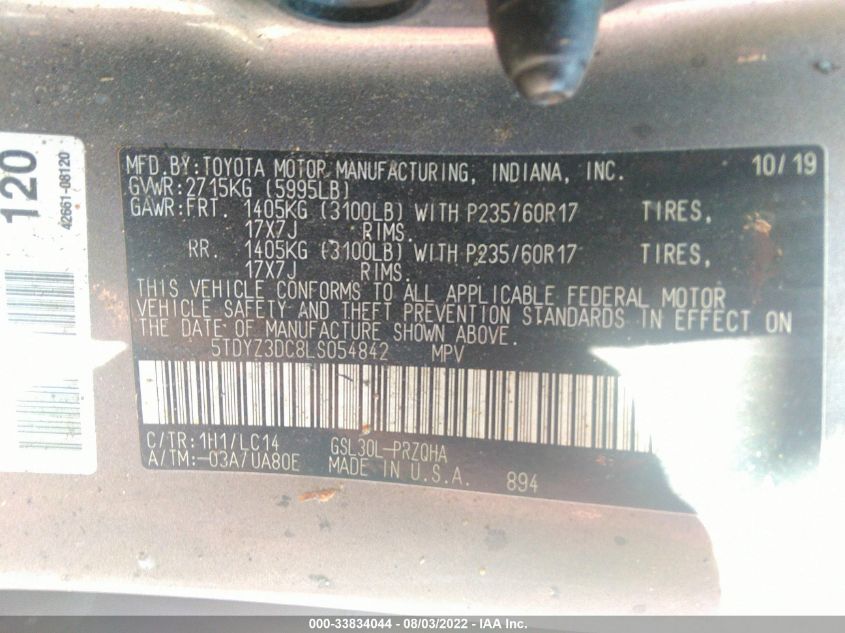 120
42661-08120
MFD.BY:TOYOTA MOTOR MANUFACTURING, INDIANA, INC. 10/19
GVWR:2715KG (5995LB)
GAWR:FRT. 1405KG (3100LB) WITH P235/60R17 TIRES,
17X7J RIMS.
RR. 1405KG (3100LB) WITH P235/60R17 TIRES,
17X7J RIMS.
THIS VEHICLE CONFORMS TO ALL APPLICABLE FEDERAL MOTOR
VEHICLE SAFETY AND THEFT PREVENTION STANDARDS IN EFFECT ON
THE DATE OF MANUFACTURE SHOWN ABOVE.
5TDYZ3DC8LS054842 MPV
C/TR:1H1/LC14 GSL30L-PRZQHA
A/TM:-03A/UA80E MADE IN U.S.A. 894
000-33834044 - 08/03/2022 - IAA Inc.